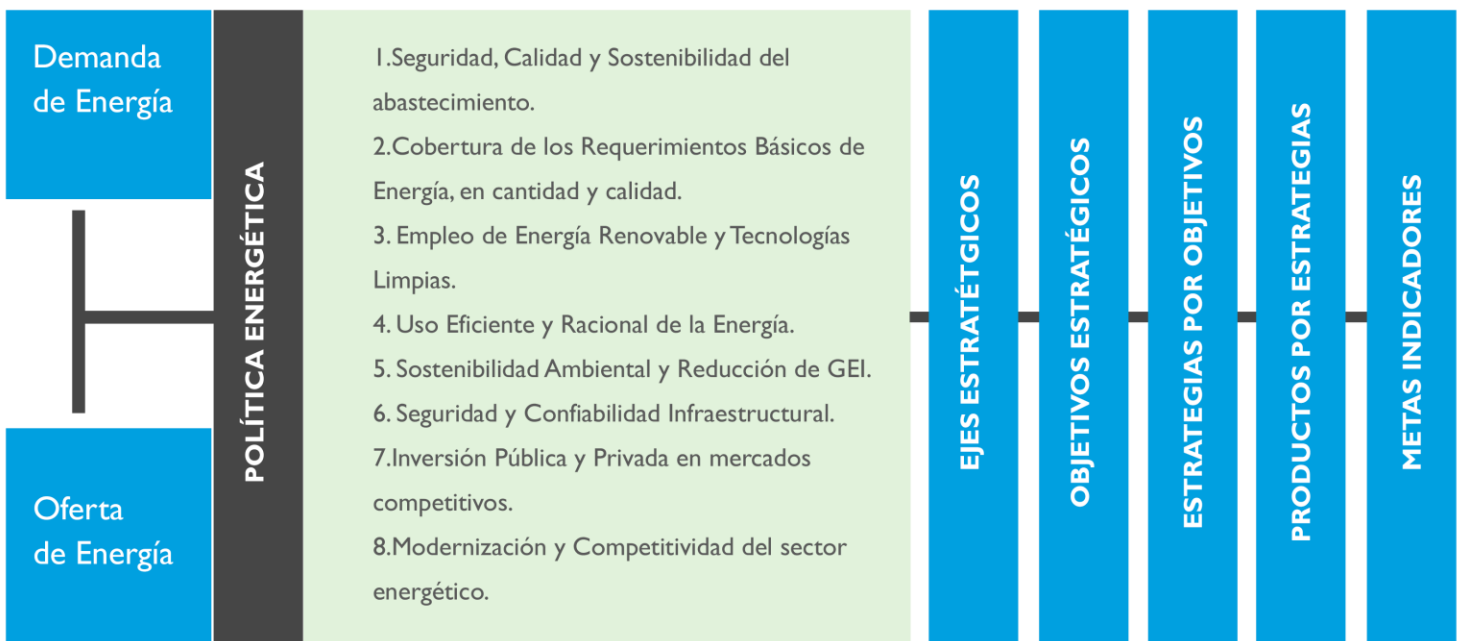 Demanda
de Energía
Oferta
de Energía
POLÍTICA ENERGÉTICA
1.Seguridad, Calidad y Sostenibilidad del
abastecimiento.
2.Cobertura de los Requerimientos Básicos de
Energía, en cantidad y calidad.
3. Empleo de Energía Renovable y Tecnologías
Limpias.
4. Uso Eficiente y Racional de la Energía.
5. Sostenibilidad Ambiental y Reducción de GEI.
6. Seguridad y Confiabilidad Infraestructural.
7.Inversión Pública y Privada en mercados
competitivos.
8.Modernización y Competitividad del sector
energético.
EJES ESTRATÉTGICOS
OBJETIVOS ESTRATÉGICOS
ESTRATEGIAS POR OBJETIVOS
PRODUCTOS POR ESTRATEGIAS
METAS INDICADORES